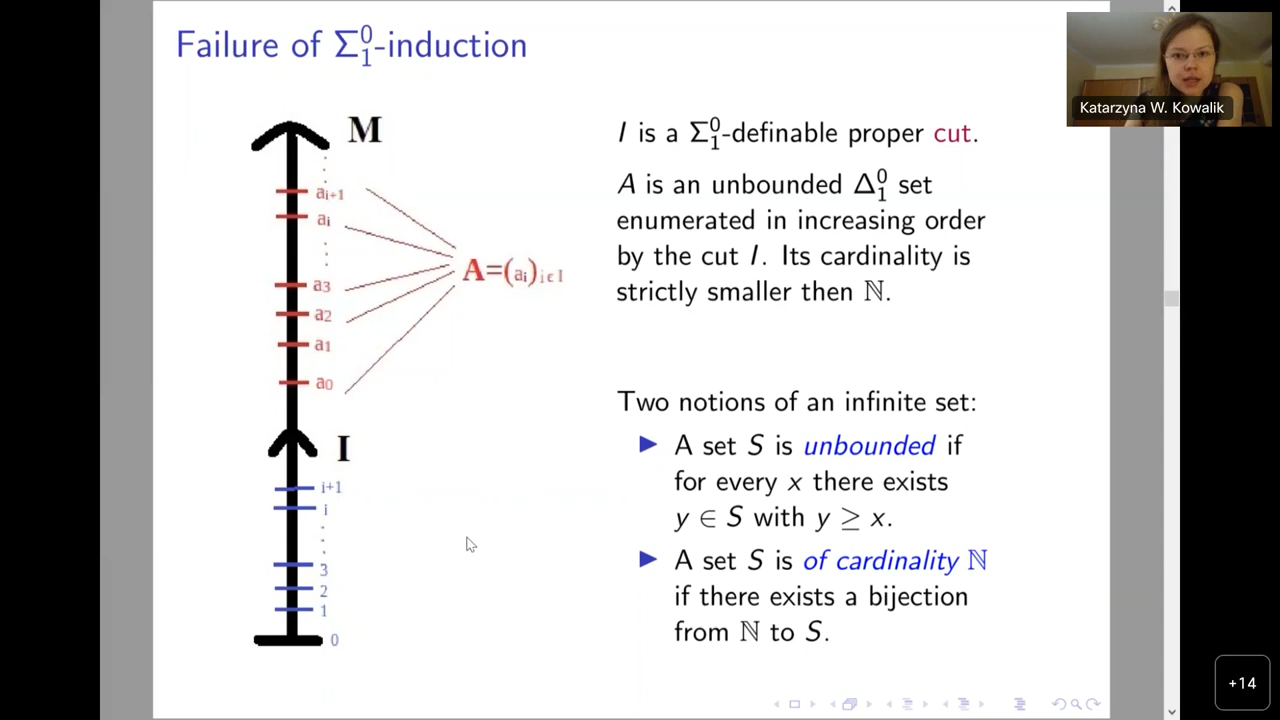 Failure of Σ⁰₁-induction
Katarzyna W. Kowalik
M
a_{i+1}
a_i
a3
a2
a1
a0
A=(a_i)_{i∈I}
I
i+1
i
3
2
1
0
I is a Σ⁰₁-definable proper cut.
A is an unbounded Δ⁰₁ set
enumerated in increasing order
by the cut I. Its cardinality is
strictly smaller then ℕ.
Two notions of an infinite set:
▶ A set S is unbounded if
for every x there exists
y ∈ S with y ≥ x.
▶ A set S is of cardinality ℕ
if there exists a bijection
from ℕ to S.
+14